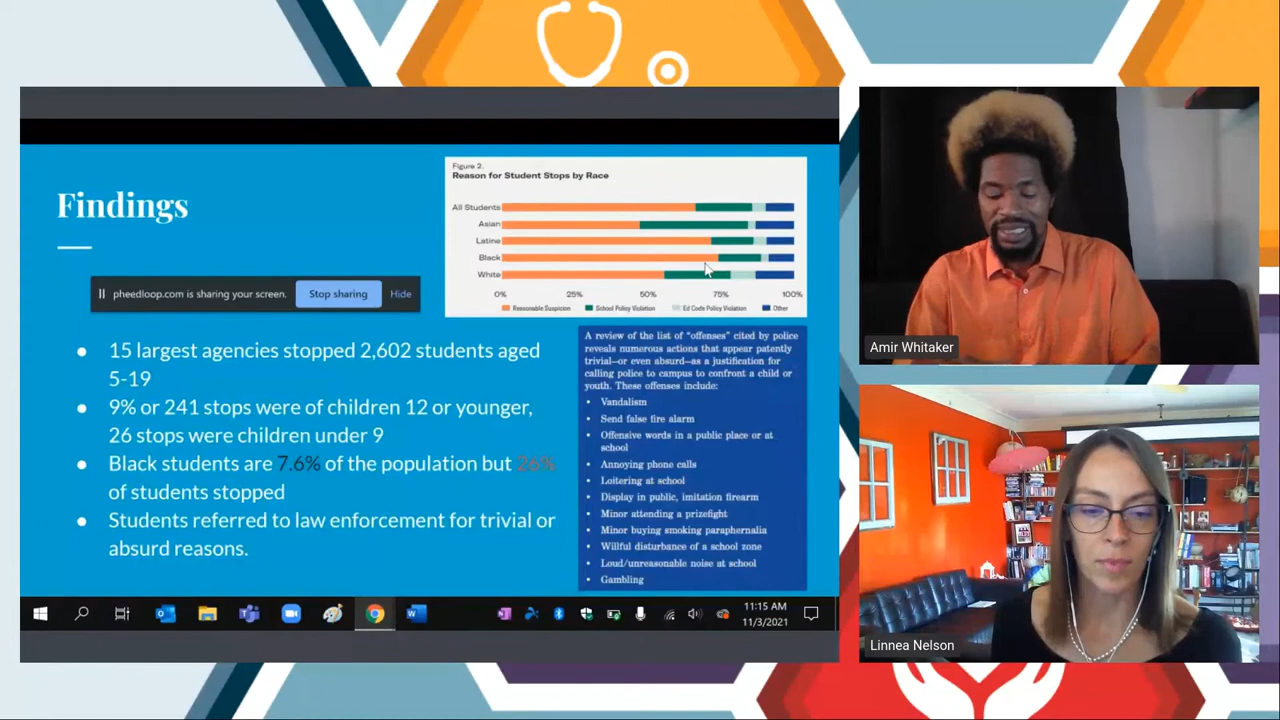 Findings
pheedloop.com is sharing your screen.
Stop sharing
Hide
15 largest agencies stopped 2,602 students aged
5-19
9% or 241 stops were of children 12 or younger,
26 stops were children under 9
Black students are 7.6% of the population but 26%
of students stopped
Students referred to law enforcement for trivial or
absurd reasons.
Figure 2.
Reason for Student Stops by Race
All Students
Asian
Latine
Black
White
0% 25% 50% 75% 100%
Reasonable Suspicion School Policy Violation Ed Code Policy Violation Other
A review of the list of “offenses” cited by police
reveals numerous actions that appear patently
trivial—or even absurd—as a justification for
calling police to campus to confront a child or
youth. These offenses include:
• Vandalism
• Send false fire alarm
• Offensive words in a public place or at
school
• Annoying phone calls
• Loitering at school
• Display in public, imitation firearm
• Minor attending a prizefight
• Minor buying smoking paraphernalia
• Willful disturbance of a school zone
• Loud/unreasonable noise at school
• Gambling
11:15 AM
11/3/2021
Amir Whitaker
Linnea Nelson